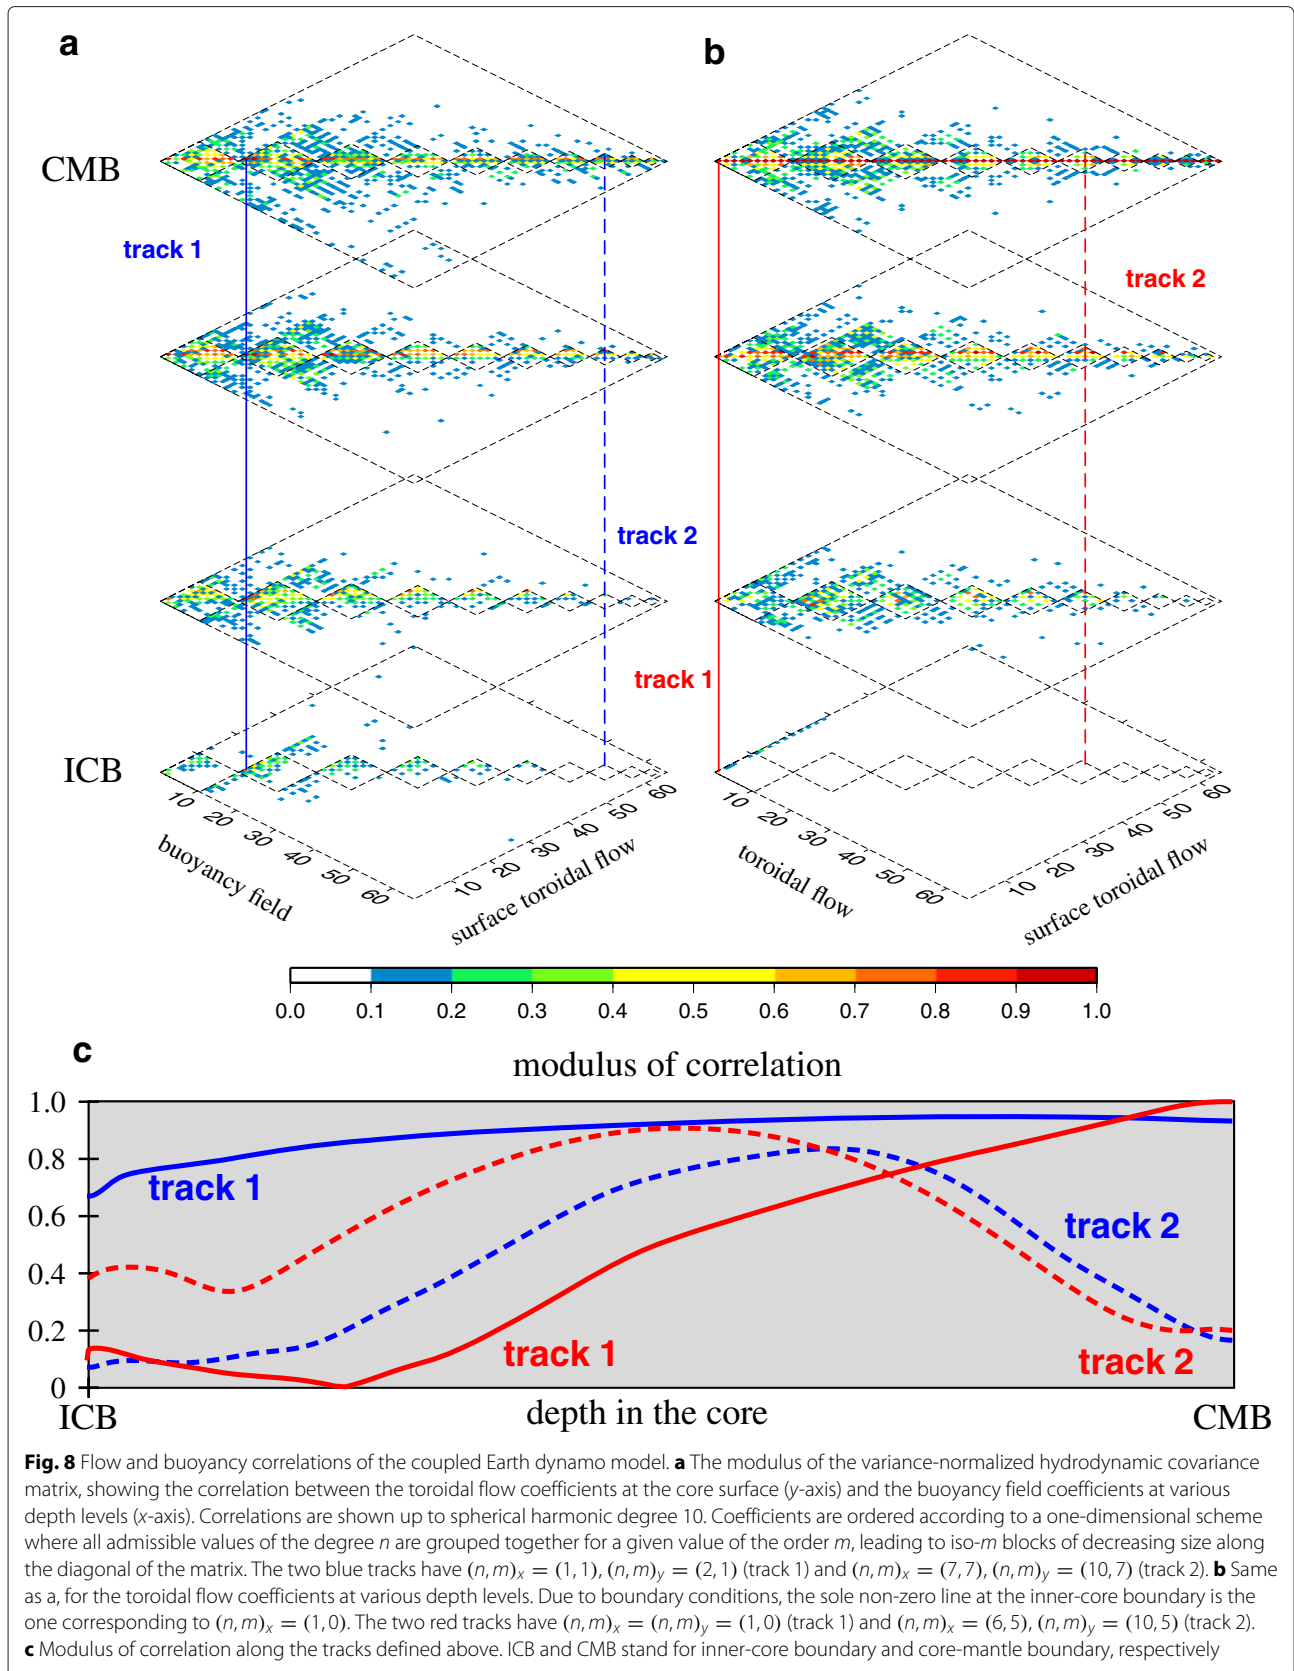 a
b
CMB
track 1
track 2
track 2
track 1
ICB
10
20
30
40
50
60
buoyancy field
10
20
30
40
50
60
surface toroidal flow
10
20
30
40
50
60
toroidal flow
10
20
30
40
50
60
surface toroidal flow
0.0 0.1 0.2 0.3 0.4 0.5 0.6 0.7 0.8 0.9 1.0
c
modulus of correlation
1.0
0.8
0.6
0.4
0.2
0
track 1
track 2
track 1
track 2
ICB
depth in the core
CMB
Fig. 8 Flow and buoyancy correlations of the coupled Earth dynamo model. a The modulus of the variance-normalized hydrodynamic covariance
matrix, showing the correlation between the toroidal flow coefficients at the core surface (y-axis) and the buoyancy field coefficients at various
depth levels (x-axis). Correlations are shown up to spherical harmonic degree 10. Coefficients are ordered according to a one-dimensional scheme
where all admissible values of the degree n are grouped together for a given value of the order m, leading to iso-m blocks of decreasing size along
the diagonal of the matrix. The two blue tracks have (n, m)x = (1, 1), (n, m)y = (2, 1) (track 1) and (n, m)x = (7, 7), (n, m)y = (10, 7) (track 2). b Same
as a, for the toroidal flow coefficients at various depth levels. Due to boundary conditions, the sole non-zero line at the inner-core boundary is the
one corresponding to (n, m)x = (1, 0). The two red tracks have (n, m)x = (n, m)y = (1, 0) (track 1) and (n, m)x = (6, 5), (n, m)y = (10, 5) (track 2).
c Modulus of correlation along the tracks defined above. ICB and CMB stand for inner-core boundary and core-mantle boundary, respectively